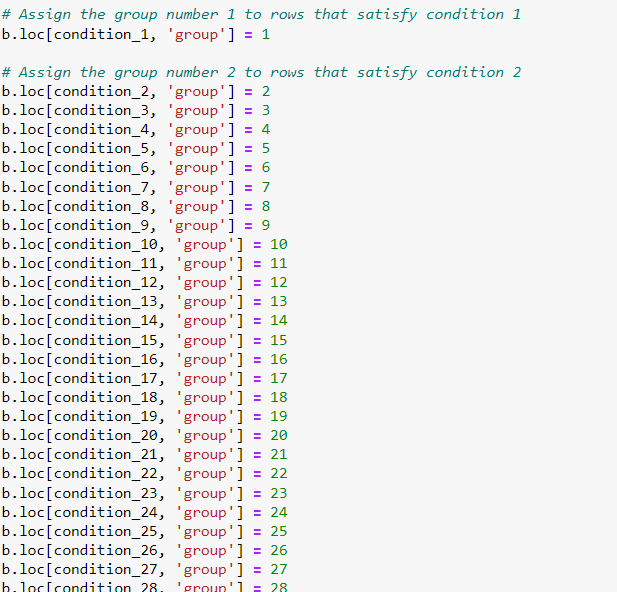 # Assign the group number 1 to rows that satisfy condition 1
b.loc[condition_1, 'group'] = 1
# Assign the group number 2 to rows that satisfy condition 2
b.loc[condition_2, 'group'] = 2
b.loc[condition_3, 'group'] = 3
b.loc[condition_4, 'group'] = 4
b.loc[condition_5, 'group'] = 5
b.loc[condition_6, 'group'] = 6
b.loc[condition_7, 'group'] = 7
b.loc[condition_8, 'group'] = 8
b.loc[condition_9, 'group'] = 9
b.loc[condition_10, 'group'] = 10
b.loc[condition_11, 'group'] = 11
b.loc[condition_12, 'group'] = 12
b.loc[condition_13, 'group'] = 13
b.loc[condition_14, 'group'] = 14
b.loc[condition_15, 'group'] = 15
b.loc[condition_16, 'group'] = 16
b.loc[condition_17, 'group'] = 17
b.loc[condition_18, 'group'] = 18
b.loc[condition_19, 'group'] = 19
b.loc[condition_20, 'group'] = 20
b.loc[condition_21, 'group'] = 21
b.loc[condition_22, 'group'] = 22
b.loc[condition_23, 'group'] = 23
b.loc[condition_24, 'group'] = 24
b.loc[condition_25, 'group'] = 25
b.loc[condition_26, 'group'] = 26
b.loc[condition_27, 'group'] = 27
b.loc[condition_28, 'group'] = 28